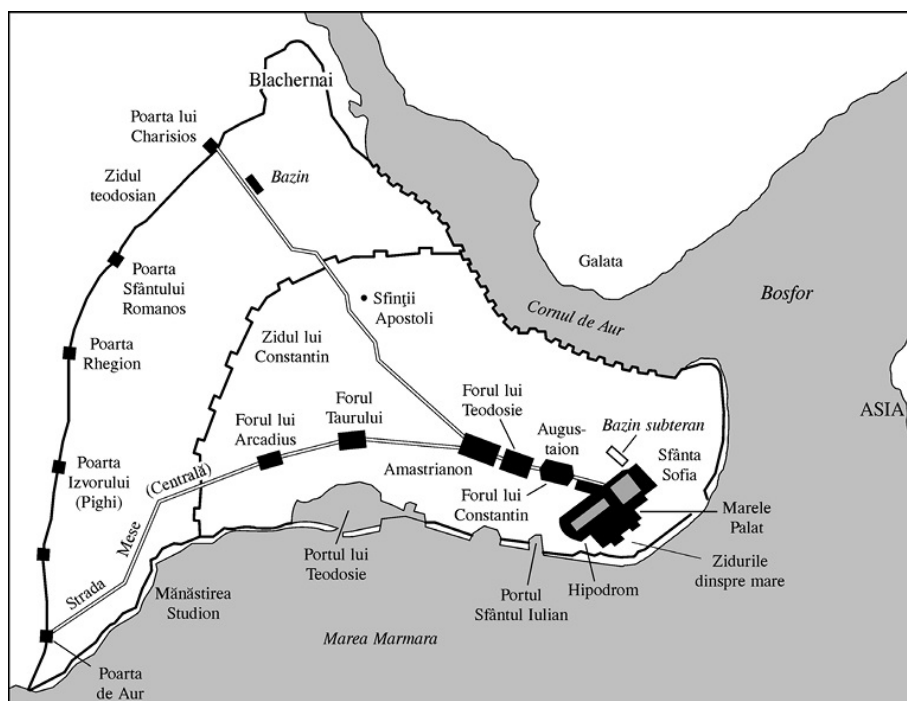 Blachernai
Poarta lui
Charisios
Bazin
Zidul
teodosian
Galata
Poarta
Sfântului
Romanos
Bosfor
Sfinţii
Apostoli
Cornul de Aur
Zidul lui
Constantin
Poarta
Rhegion
ASIA
Forul lui
Teodosie
Forul
Taurului
Forul lui
Arcadius
Augus-
taion
Bazin subteran
Sfânta
Sofia
Amastrianon
Poarta
Izvorului
(Pighi)
Strada Mese (Centrală)
Forul lui
Constantin
Marele
Palat
Portul lui
Teodosie
Zidurile
dinspre mare
Hipodrom
Portul
Sfântul Iulian
Mănăstirea
Studion
Marea Marmara
Poarta
de Aur